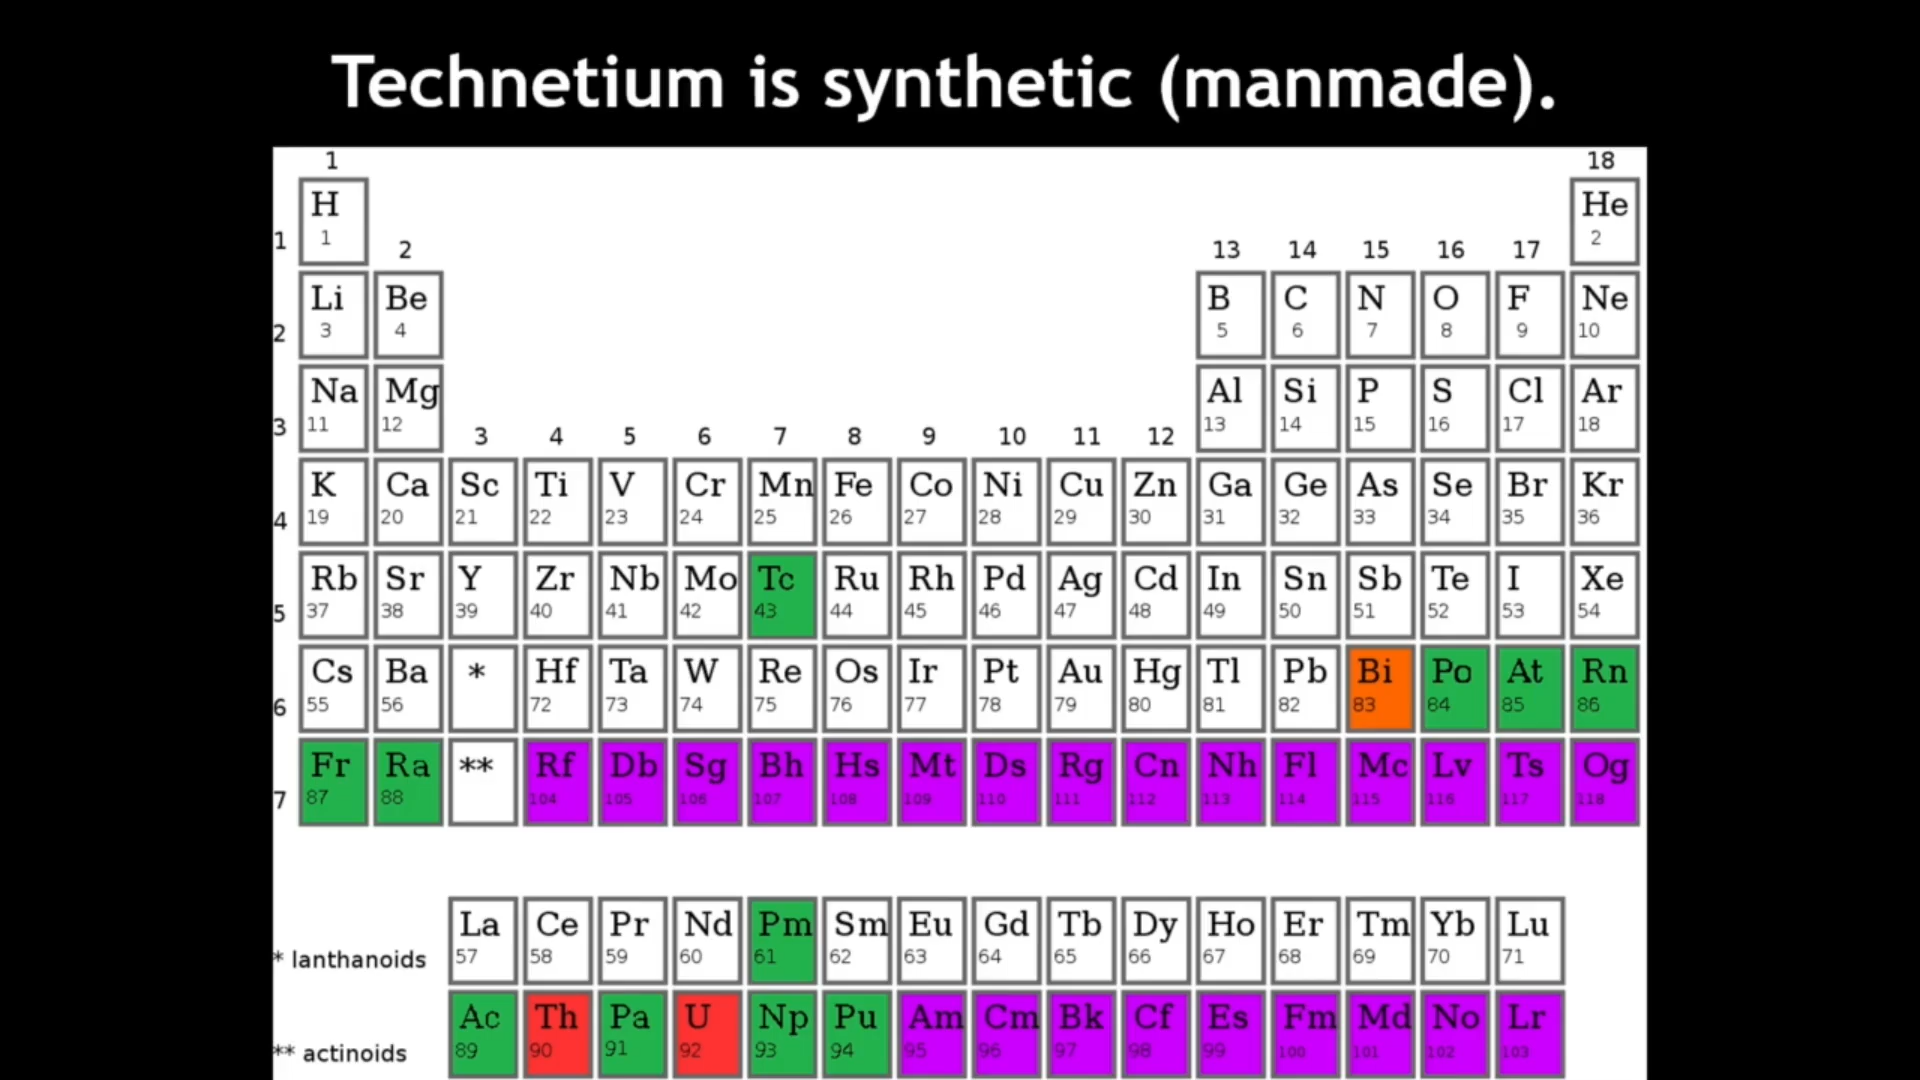 Technetium is synthetic (manmade).
1 18
H He
1 1 2
2 13 14 15 16 17
Li Be B C N O F Ne
2 3 4 5 6 7 8 9 10
Na Mg Al Si P S Cl Ar
3 11 12 13 14 15 16 17 18
3 4 5 6 7 8 9 10 11 12
K Ca Sc Ti V Cr Mn Fe Co Ni Cu Zn Ga Ge As Se Br Kr
4 19 20 21 22 23 24 25 26 27 28 29 30 31 32 33 34 35 36
Rb Sr Y Zr Nb Mo Tc Ru Rh Pd Ag Cd In Sn Sb Te I Xe
5 37 38 39 40 41 42 43 44 45 46 47 48 49 50 51 52 53 54
Cs Ba * Hf Ta W Re Os Ir Pt Au Hg Tl Pb Bi Po At Rn
6 55 56 72 73 74 75 76 77 78 79 80 81 82 83 84 85 86
Fr Ra ** Rf Db Sg Bh Hs Mt Ds Rg Cn Nh Fl Mc Lv Ts Og
7 87 88 104 105 106 107 108 109 110 111 112 113 114 115 116 117 118
La Ce Pr Nd Pm Sm Eu Gd Tb Dy Ho Er Tm Yb Lu
* lanthanoids 57 58 59 60 61 62 63 64 65 66 67 68 69 70 71
Ac Th Pa U Np Pu Am Cm Bk Cf Es Fm Md No Lr
** actinoids 89 90 91 92 93 94 95 96 97 98 99 100 101 102 103